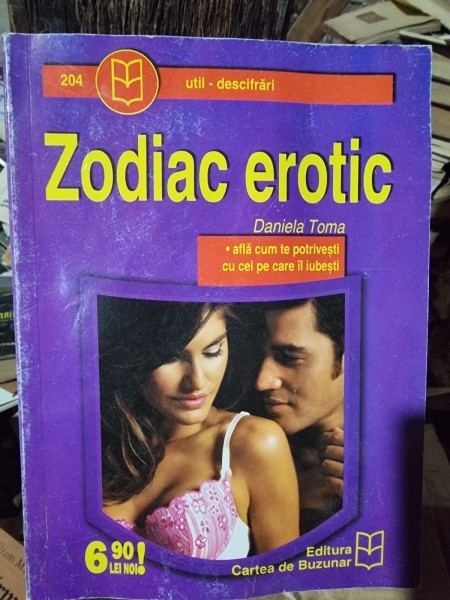 204
util - descifrări
Zodiac erotic
Daniela Toma
• află cum te potrivești
cu cel pe care îl iubești
6 90
LEI NOI!
Editura
Cartea de Buzunar